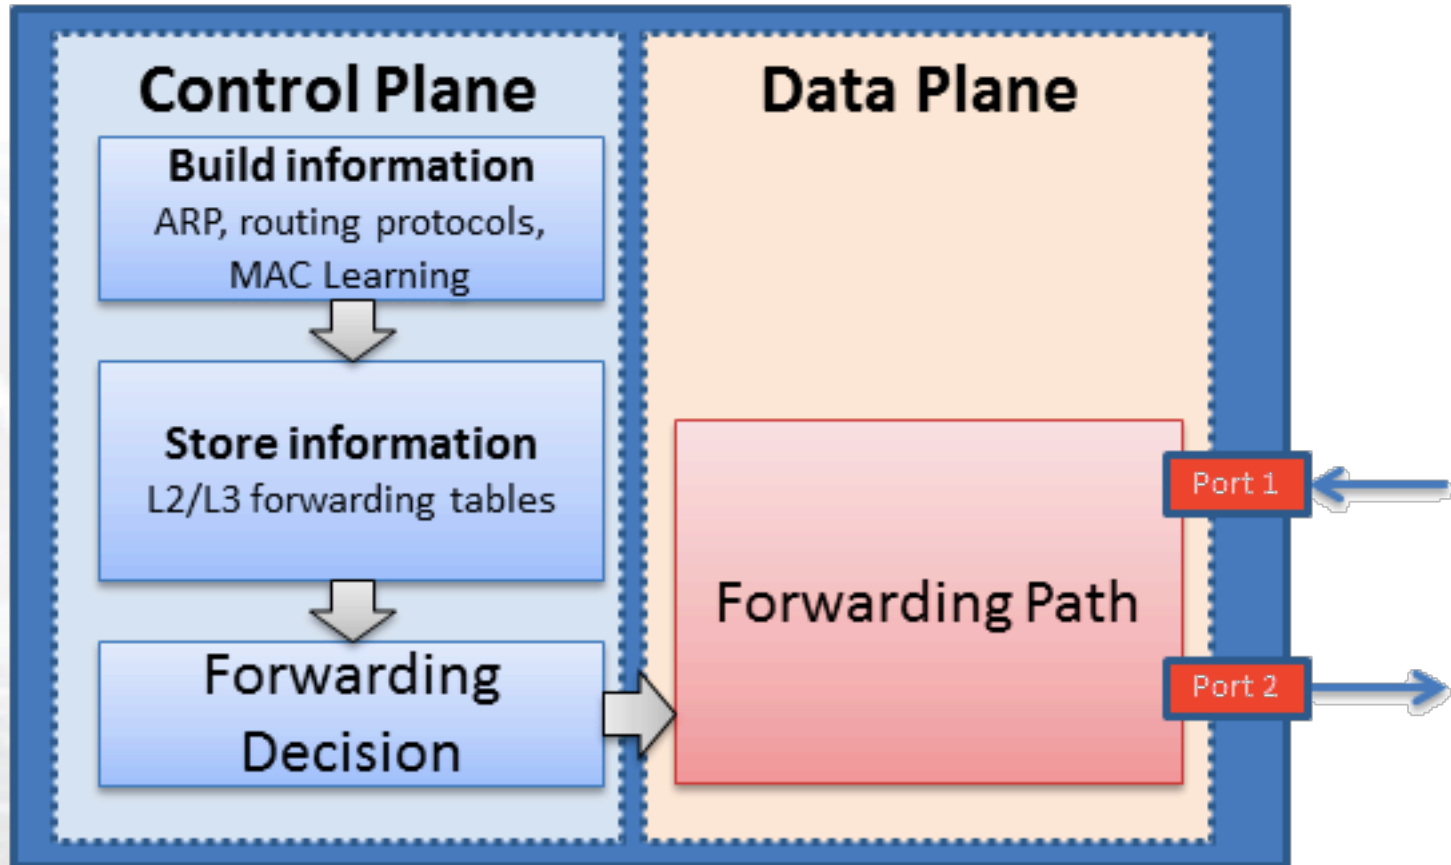 Control Plane
Build information
ARP, routing protocols,
MAC Learning
Store information
L2/L3 forwarding tables
Forwarding
Decision
Data Plane
Forwarding Path
Port 1
Port 2